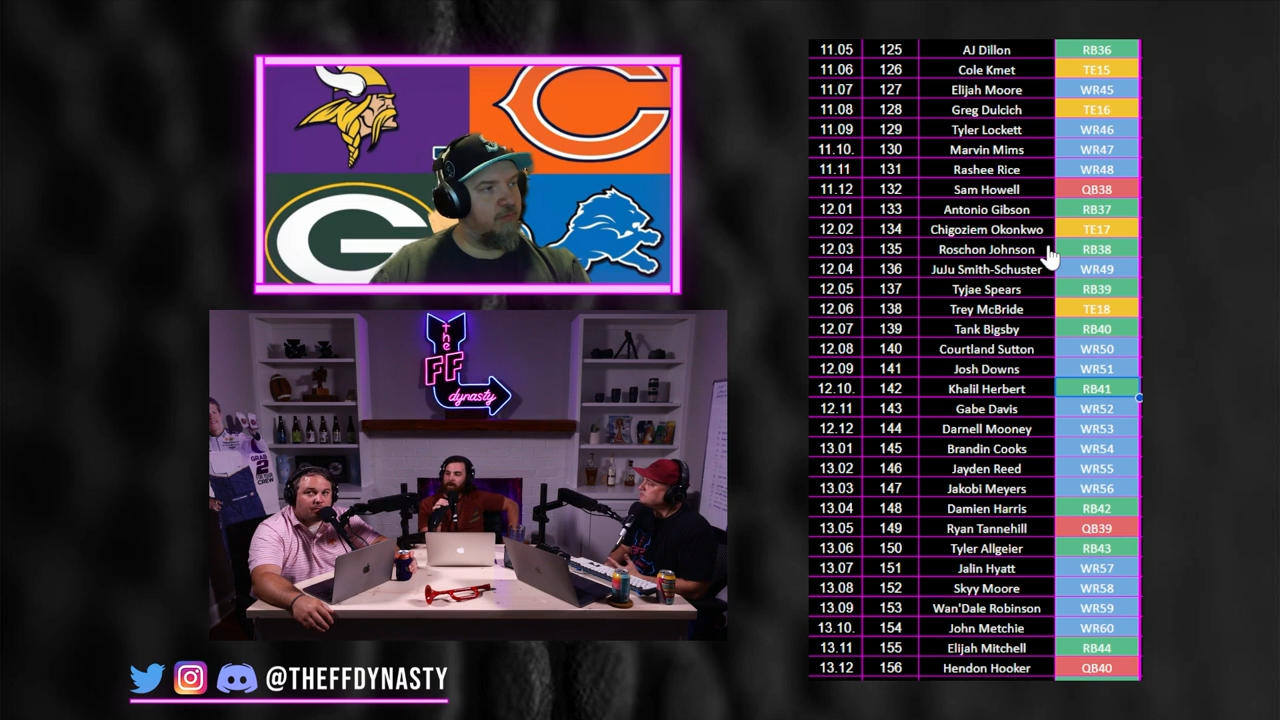 11.05 125 AJ Dillon RB36
11.06 126 Cole Kmet TE15
11.07 127 Elijah Moore WR45
11.08 128 Greg Dulcich TE16
11.09 129 Tyler Lockett WR46
11.10. 130 Marvin Mims WR47
11.11 131 Rashee Rice WR48
11.12 132 Sam Howell QB38
12.01 133 Antonio Gibson RB37
12.02 134 Chigoziem Okonkwo TE17
12.03 135 Roschon Johnson RB38
12.04 136 JuJu Smith-Schuster WR49
12.05 137 Tyjae Spears RB39
12.06 138 Trey McBride TE18
12.07 139 Tank Bigsby RB40
12.08 140 Courtland Sutton WR50
12.09 141 Josh Downs WR51
12.10. 142 Khalil Herbert RB41
12.11 143 Gabe Davis WR52
12.12 144 Darnell Mooney WR53
13.01 145 Brandin Cooks WR54
13.02 146 Jayden Reed WR55
13.03 147 Jakobi Meyers WR56
13.04 148 Damien Harris RB42
13.05 149 Ryan Tannehill QB39
13.06 150 Tyler Allgeier RB43
13.07 151 Jalin Hyatt WR57
13.08 152 Skyy Moore WR58
13.09 153 Wan'Dale Robinson WR59
13.10. 154 John Metchie WR60
13.11 155 Elijah Mitchell RB44
13.12 156 Hendon Hooker QB40
the
FF
dynasty
GRAB
2
CREW
@THEFFDYNASTY